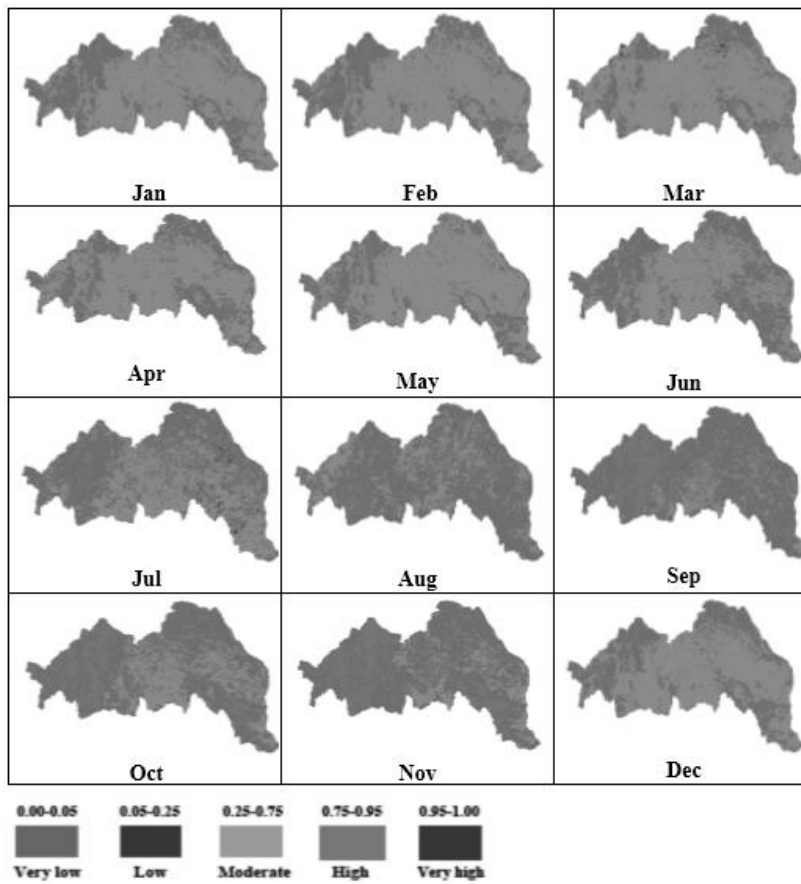 Jan Feb Mar
Apr May Jun
Jul Aug Sep
Oct Nov Dec
0.00-0.05 0.05-0.25 0.25-0.75 0.75-0.95 0.95-1.00
Very low Low Moderate High Very high